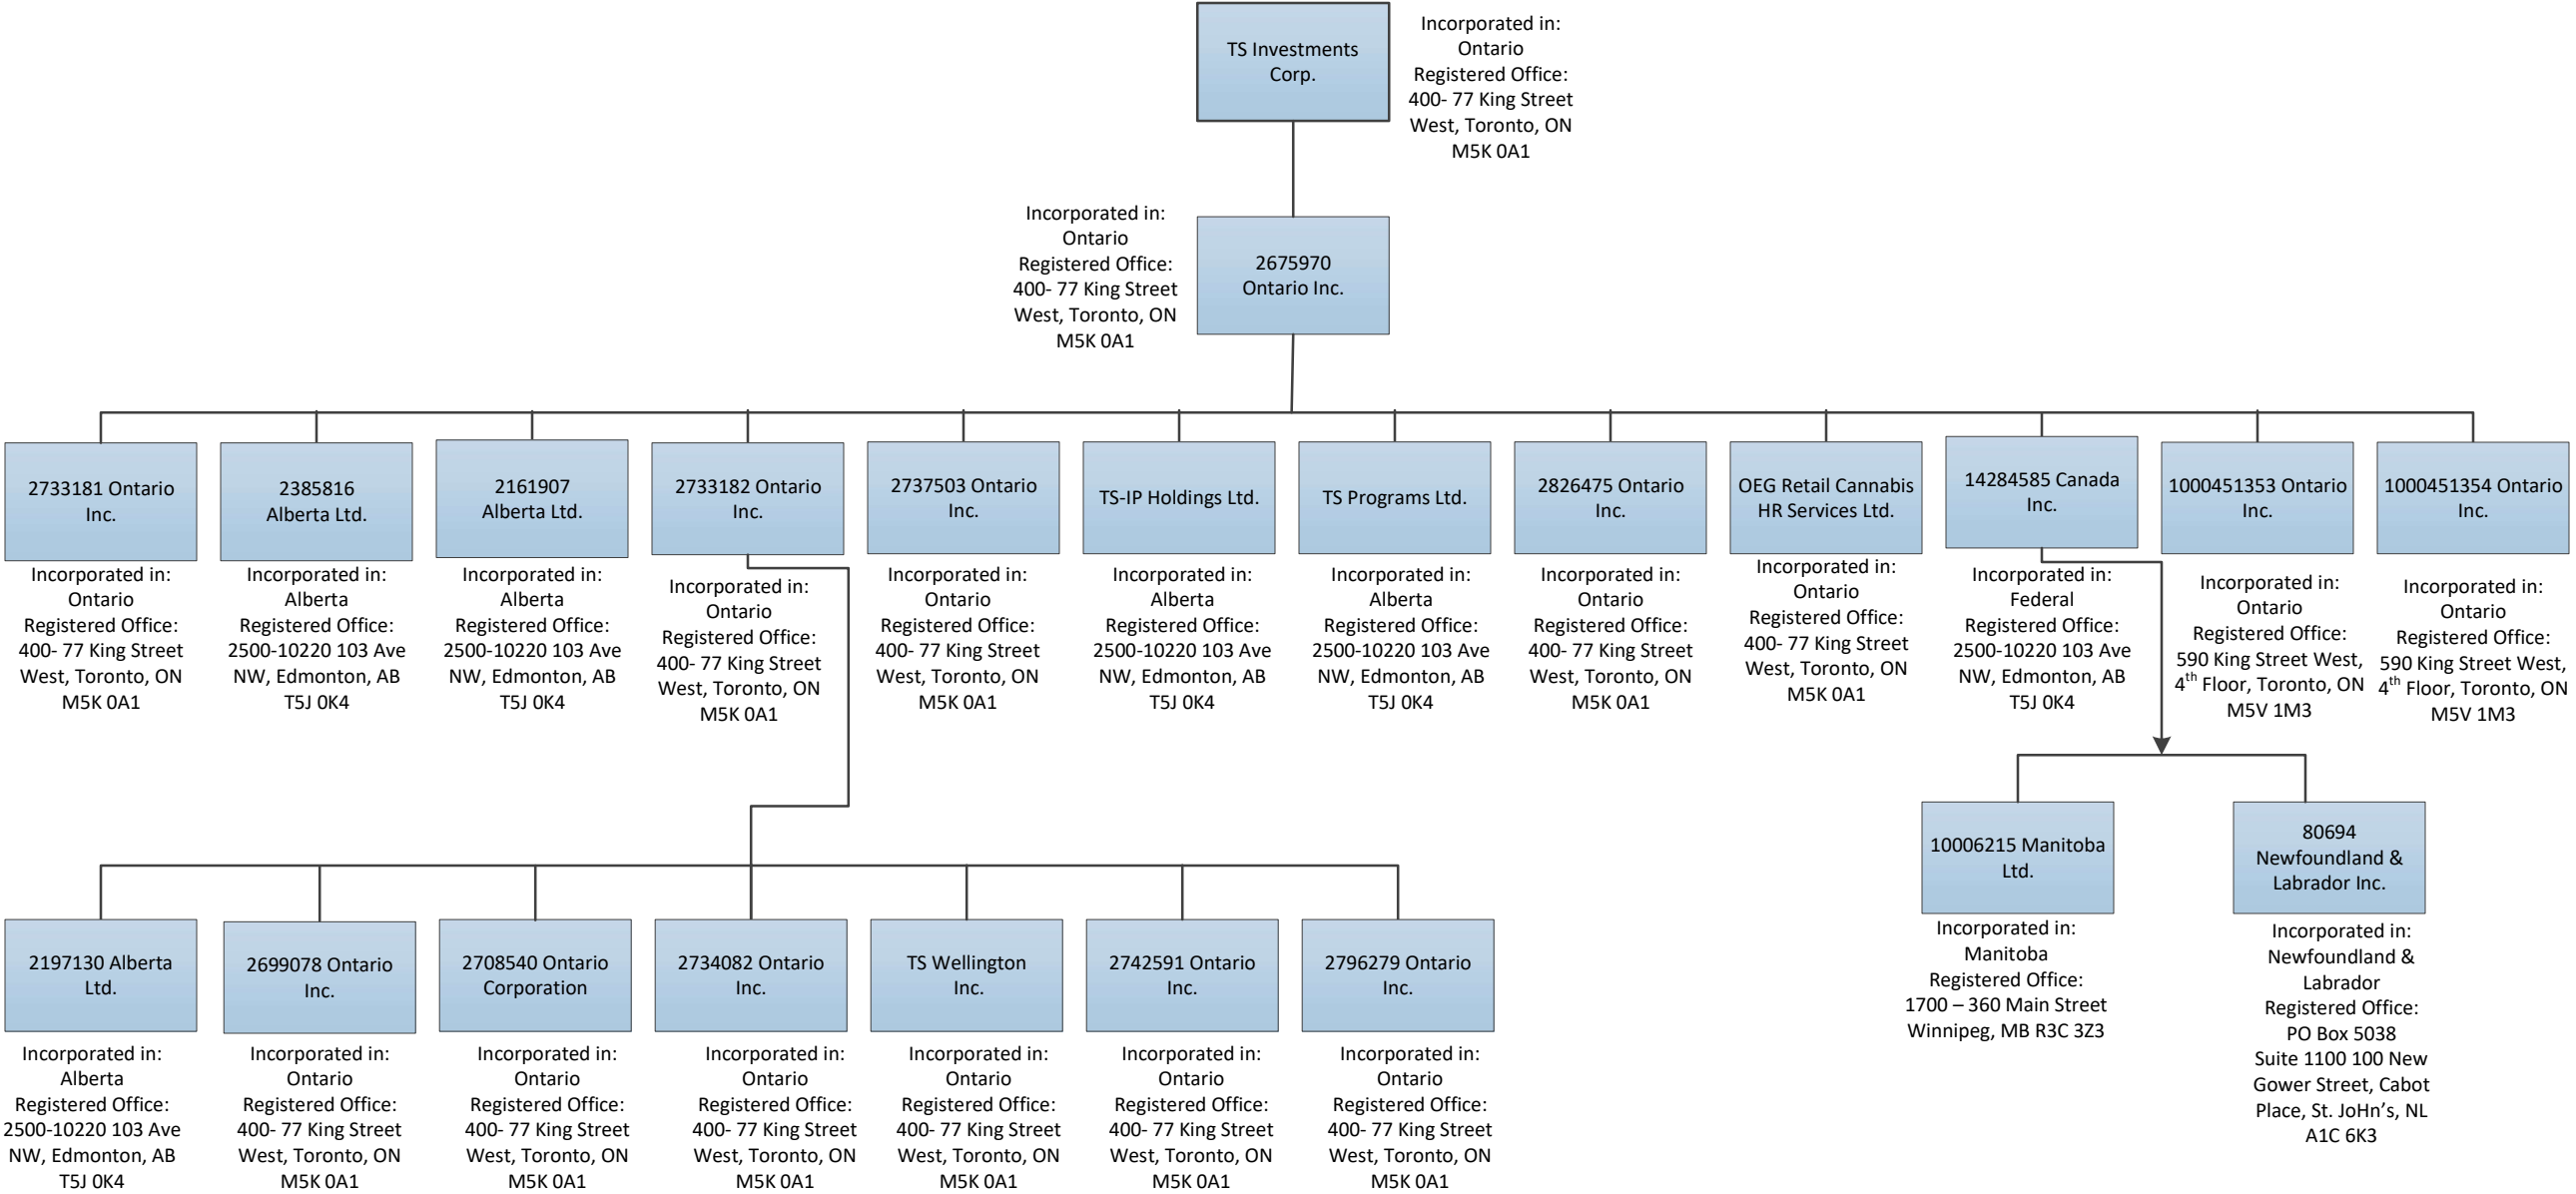 TS Investments
Corp.
Incorporated in:
Ontario
Registered Office:
400- 77 King Street
West, Toronto, ON
M5K 0A1
Incorporated in:
Ontario
Registered Office:
400- 77 King Street
West, Toronto, ON
M5K 0A1
2675970
Ontario Inc.
2733181 Ontario
Inc.
Incorporated in:
Ontario
Registered Office:
400- 77 King Street
West, Toronto, ON
M5K 0A1
2385816
Alberta Ltd.
Incorporated in:
Alberta
Registered Office:
2500-10220 103 Ave
NW, Edmonton, AB
T5J 0K4
2161907
Alberta Ltd.
Incorporated in:
Alberta
Registered Office:
2500-10220 103 Ave
NW, Edmonton, AB
T5J 0K4
2733182 Ontario
Inc.
Incorporated in:
Ontario
Registered Office:
400- 77 King Street
West, Toronto, ON
M5K 0A1
2737503 Ontario
Inc.
Incorporated in:
Ontario
Registered Office:
400- 77 King Street
West, Toronto, ON
M5K 0A1
TS-IP Holdings Ltd.
Incorporated in:
Alberta
Registered Office:
2500-10220 103 Ave
NW, Edmonton, AB
T5J 0K4
TS Programs Ltd.
Incorporated in:
Alberta
Registered Office:
2500-10220 103 Ave
NW, Edmonton, AB
T5J 0K4
2826475 Ontario
Inc.
Incorporated in:
Ontario
Registered Office:
400- 77 King Street
West, Toronto, ON
M5K 0A1
OEG Retail Cannabis
HR Services Ltd.
Incorporated in:
Ontario
Registered Office:
400- 77 King Street
West, Toronto, ON
M5K 0A1
14284585 Canada
Inc.
Incorporated in:
Federal
Registered Office:
2500-10220 103 Ave
NW, Edmonton, AB
T5J 0K4
1000451353 Ontario
Inc.
Incorporated in:
Ontario
Registered Office:
590 King Street West,
4th Floor, Toronto, ON
M5V 1M3
1000451354 Ontario
Inc.
Incorporated in:
Ontario
Registered Office:
590 King Street West,
4th Floor, Toronto, ON
M5V 1M3
10006215 Manitoba
Ltd.
Incorporated in:
Manitoba
Registered Office:
1700 – 360 Main Street
Winnipeg, MB R3C 3Z3
80694
Newfoundland &
Labrador Inc.
Incorporated in:
Newfoundland &
Labrador
Registered Office:
PO Box 5038
Suite 1100 100 New
Gower Street, Cabot
Place, St. JoHn’s, NL
A1C 6K3
2197130 Alberta
Ltd.
Incorporated in:
Alberta
Registered Office:
2500-10220 103 Ave
NW, Edmonton, AB
T5J 0K4
2699078 Ontario
Inc.
Incorporated in:
Ontario
Registered Office:
400- 77 King Street
West, Toronto, ON
M5K 0A1
2708540 Ontario
Corporation
Incorporated in:
Ontario
Registered Office:
400- 77 King Street
West, Toronto, ON
M5K 0A1
2734082 Ontario
Inc.
Incorporated in:
Ontario
Registered Office:
400- 77 King Street
West, Toronto, ON
M5K 0A1
TS Wellington
Inc.
Incorporated in:
Ontario
Registered Office:
400- 77 King Street
West, Toronto, ON
M5K 0A1
2742591 Ontario
Inc.
Incorporated in:
Ontario
Registered Office:
400- 77 King Street
West, Toronto, ON
M5K 0A1
2796279 Ontario
Inc.
Incorporated in:
Ontario
Registered Office:
400- 77 King Street
West, Toronto, ON
M5K 0A1